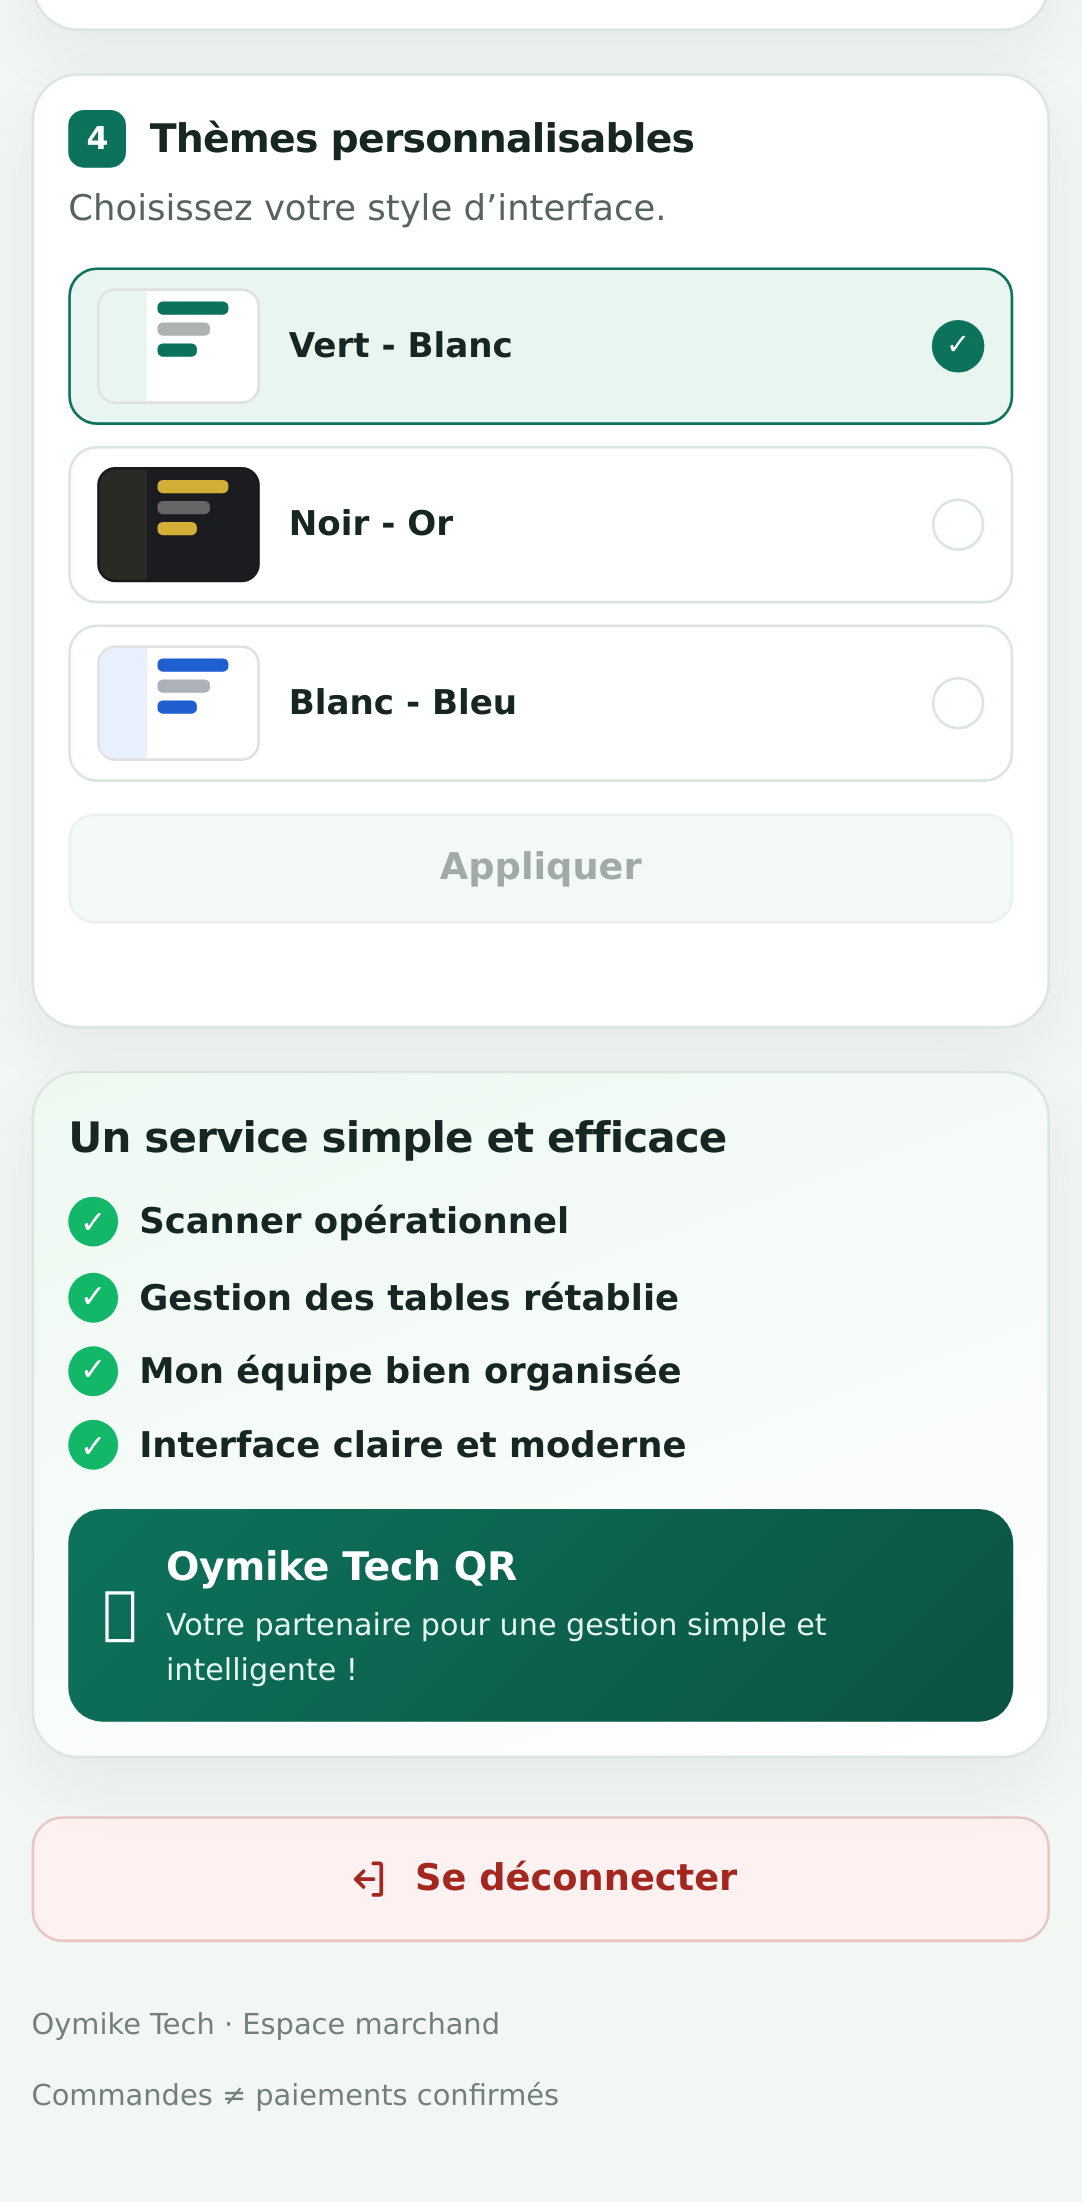 4 Thèmes personnalisables
Choisissez votre style d’interface.
Vert - Blanc
✓
Noir - Or
Blanc - Bleu
Appliquer
Un service simple et efficace
✓ Scanner opérationnel
✓ Gestion des tables rétablie
✓ Mon équipe bien organisée
✓ Interface claire et moderne
Oymike Tech QR
Votre partenaire pour une gestion simple et
intelligente !
Se déconnecter
Oymike Tech · Espace marchand
Commandes ≠ paiements confirmés